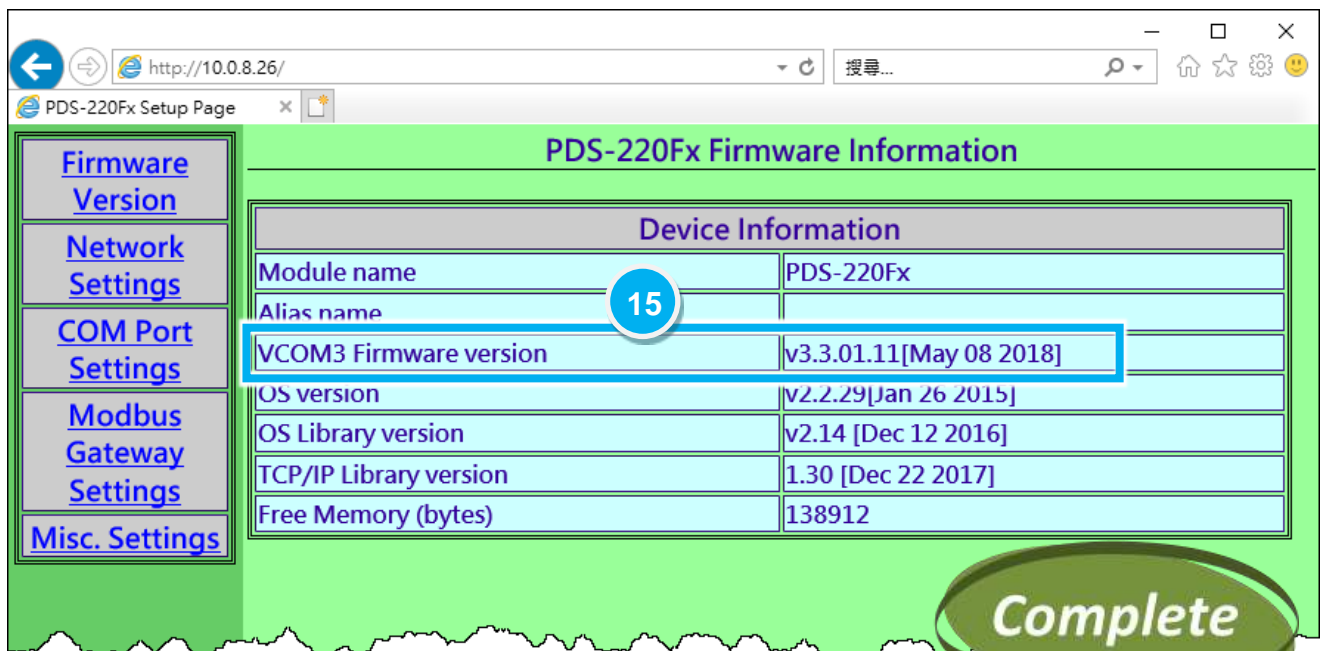 http://10.0.8.26/
搜尋...
PDS-220Fx Setup Page
Firmware
Version
Network
Settings
COM Port
Settings
Modbus
Gateway
Settings
Misc. Settings
PDS-220Fx Firmware Information
Device Information
Module name PDS-220Fx
15
Alias name
VCOM3 Firmware version v3.3.01.11[May 08 2018]
OS version v2.2.29[Jan 26 2015]
OS Library version v2.14 [Dec 12 2016]
TCP/IP Library version 1.30 [Dec 22 2017]
Free Memory (bytes) 138912
Complete